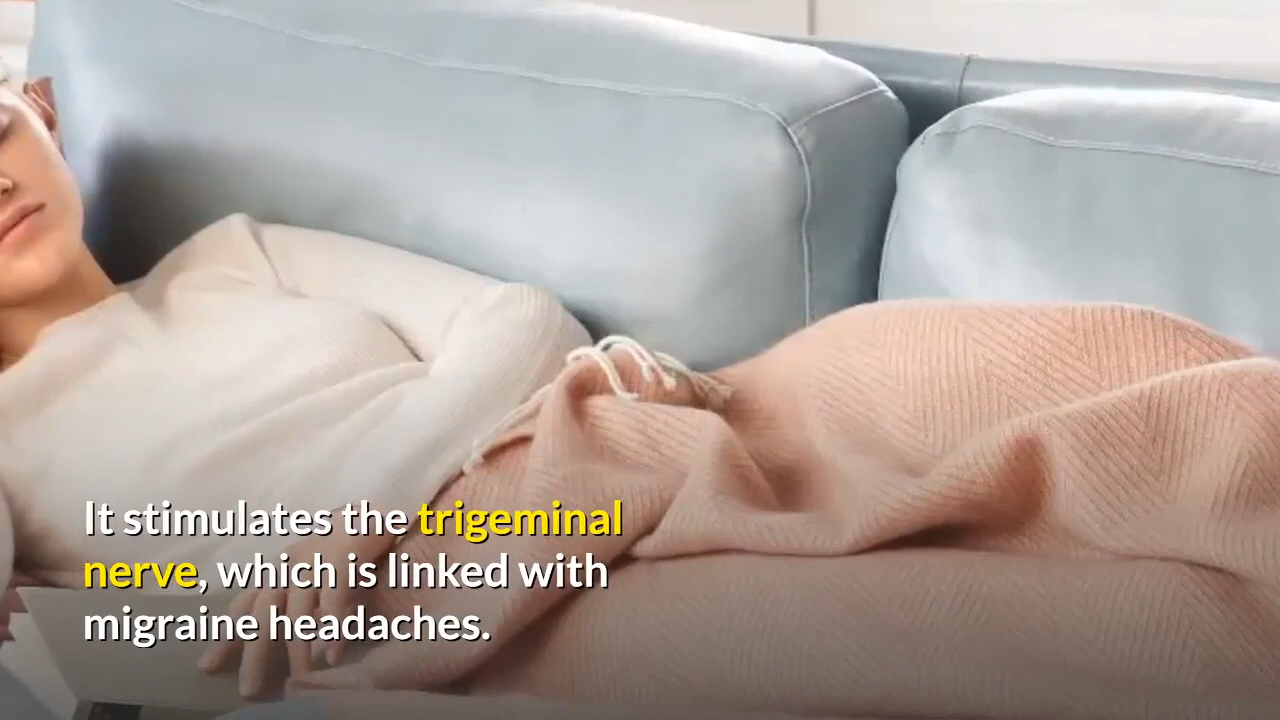 It stimulates the trigeminal
nerve, which is linked with
migraine headaches.